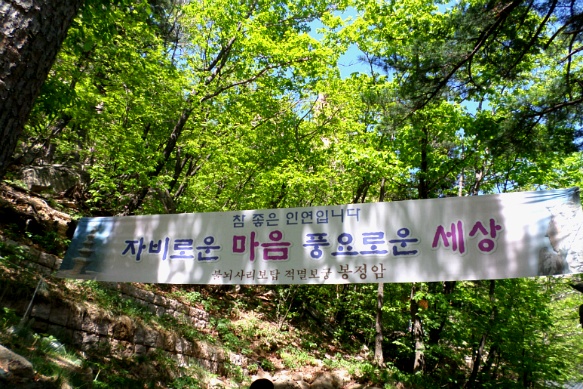 참 좋은 인연입니다
자비로운 마음 풍요로운 세상
불뇌사리보탑 적멸보궁 봉정암